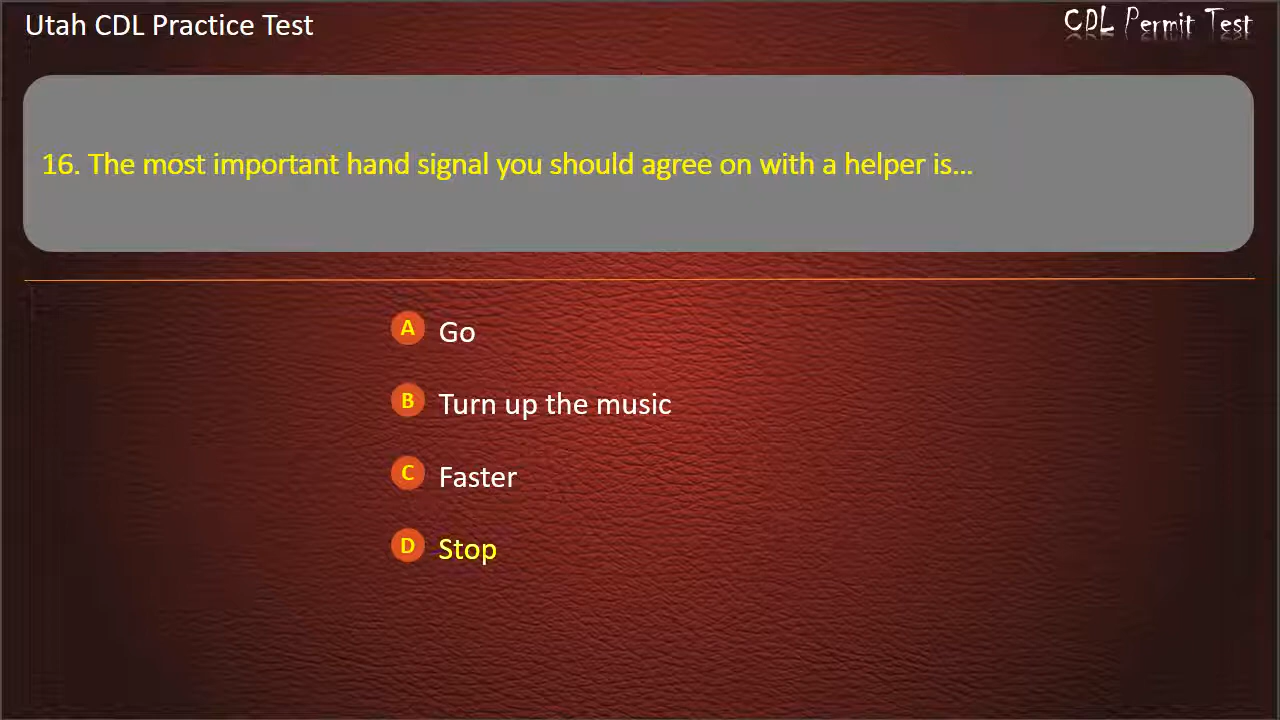 Utah CDL Practice Test
CDL Permit Test
16. The most important hand signal you should agree on with a helper is...
A Go
B Turn up the music
C Faster
D Stop